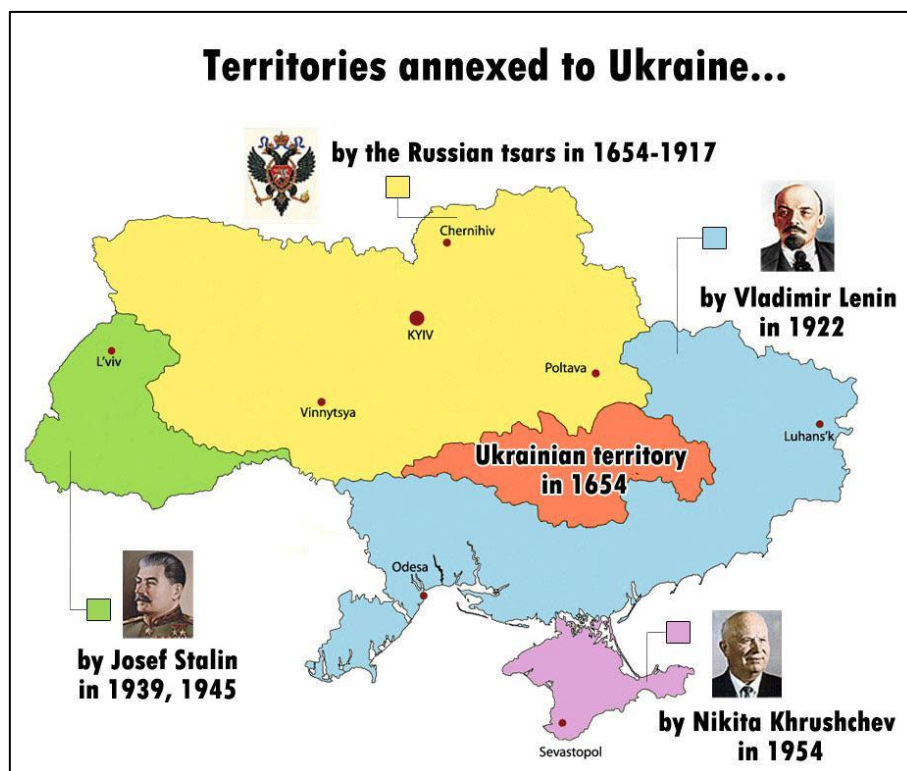 Territories annexed to Ukraine...
by the Russian tsars in 1654-1917
Chernihiv
by Vladimir Lenin
in 1922
KYIV
L'viv
Poltava
Vinnytsya
Luhans'k
Ukrainian territory
in 1654
Odesa
by Josef Stalin
in 1939, 1945
by Nikita Khrushchev
in 1954
Sevastopol